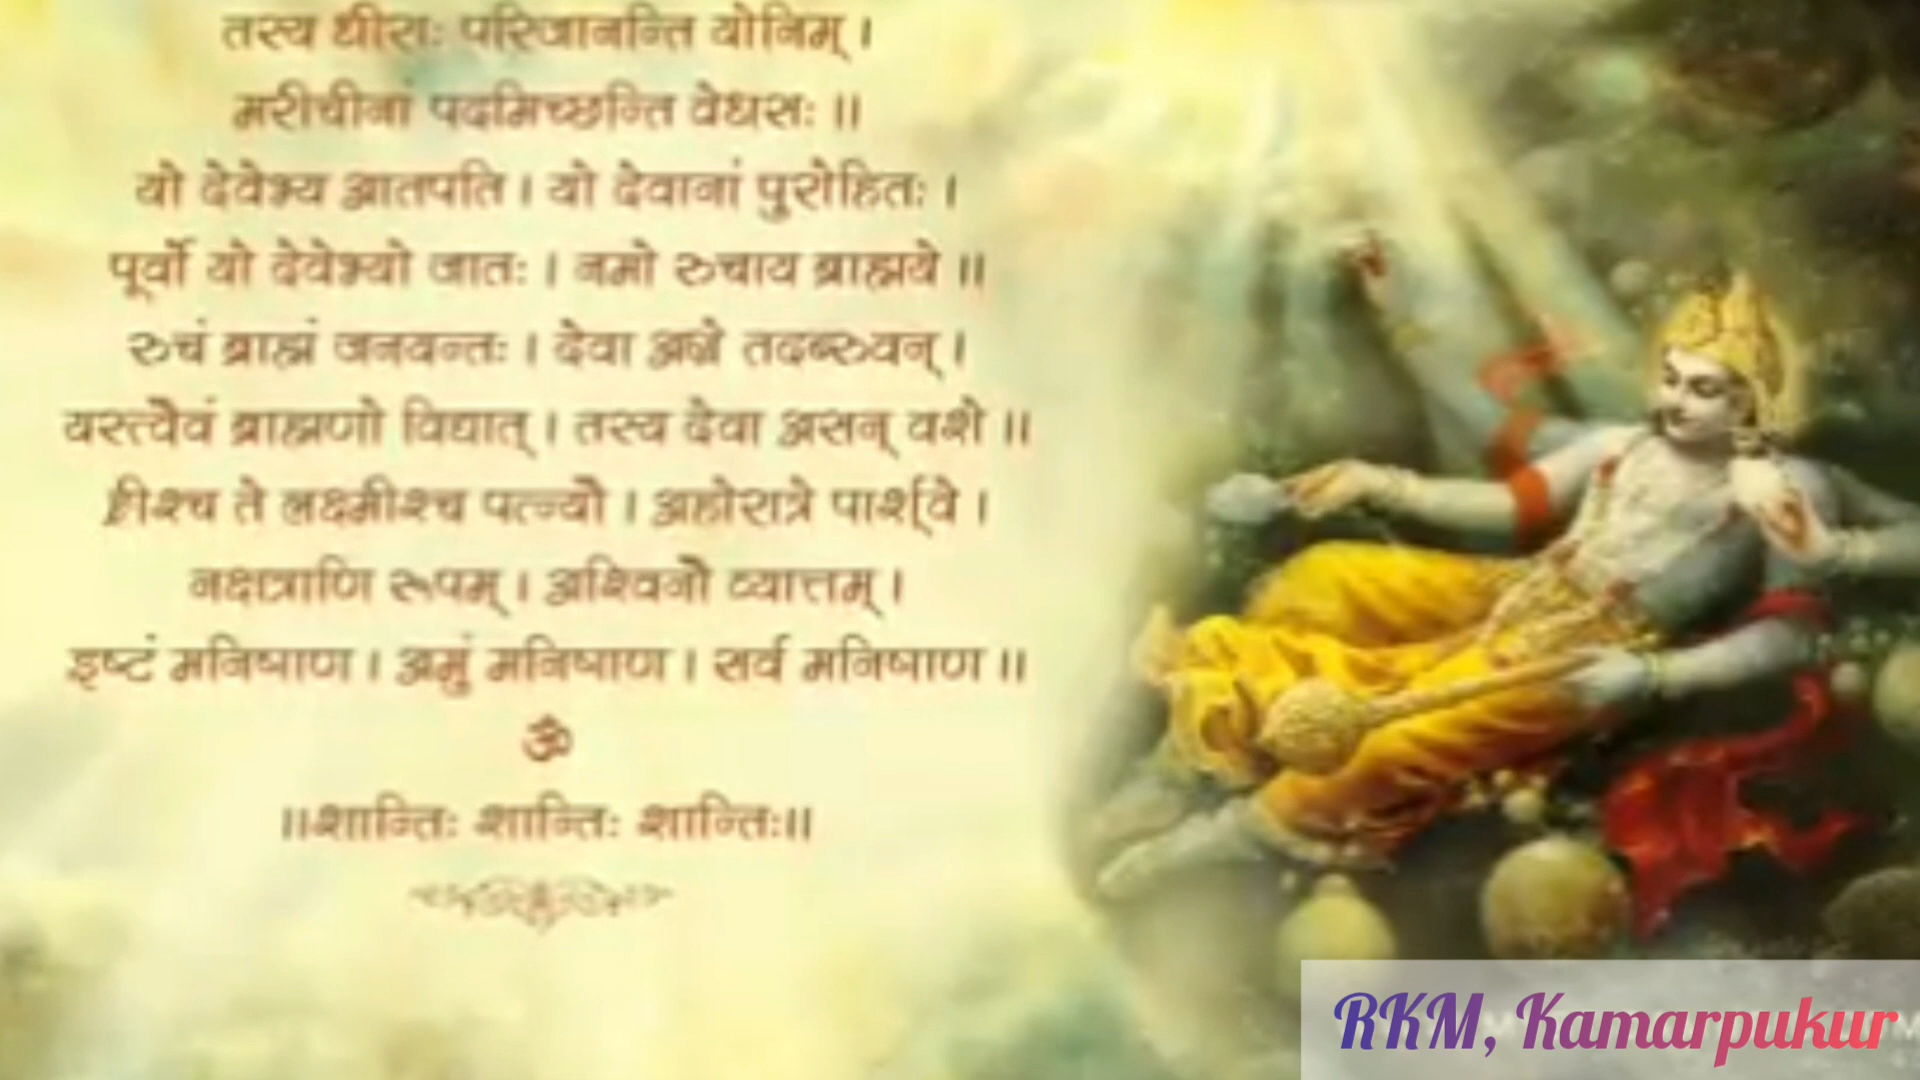 तस्य धीराः परिजानन्ति योनिम् ।
मरीचीनां पदमिच्छन्ति वेधसः ॥
यो देवेभ्य आतपति । यो देवानां पुरोहितः ।
पूर्वो यो देवेभ्यो जातः । नमो रुचाय ब्राह्मये ॥
रुचं ब्राह्मं जनयन्तः । देवा अग्रे तदब्रुवन् ।
यस्त्वैवं ब्राह्मणो विद्यात् । तस्य देवा असन् वशे ॥
ह्रीश्च ते लक्ष्मीश्च पत्न्यौ । अहोरात्रे पार्श्वे ।
नक्षत्राणि रूपम् । अश्विनौ व्यात्तम् ।
इष्टं मनिषाण । अमुं मनिषाण । सर्व मनिषाण ॥
ॐ
॥शान्तिः शान्तिः शान्तिः॥
RKM, Kamarpukur